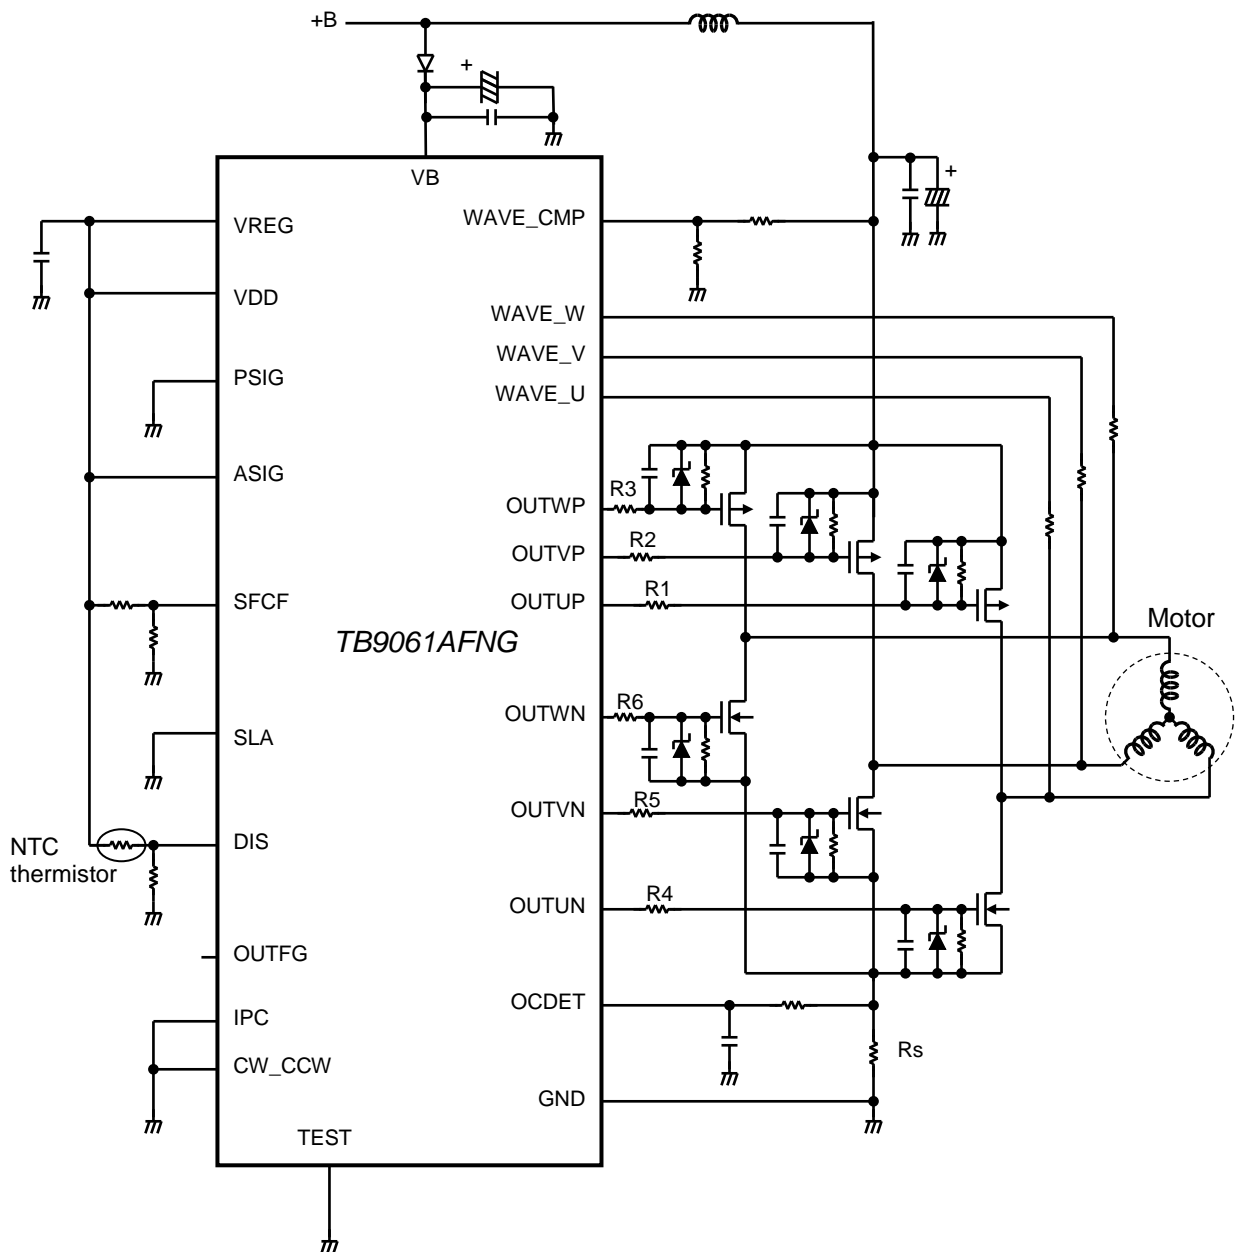 +B
+
VB
+
VREG
WAVE_CMP
VDD
WAVE_W
WAVE_V
PSIG
WAVE_U
ASIG
R3
OUTWP
R2
OUTVP
R1
OUTUP
SFCF
TB9061AFNG
Motor
R6
OUTWN
SLA
R5
OUTVN
NTC
thermistor
DIS
R4
OUTUN
OUTFG
OCDET
IPC
Rs
CW_CCW
GND
TEST